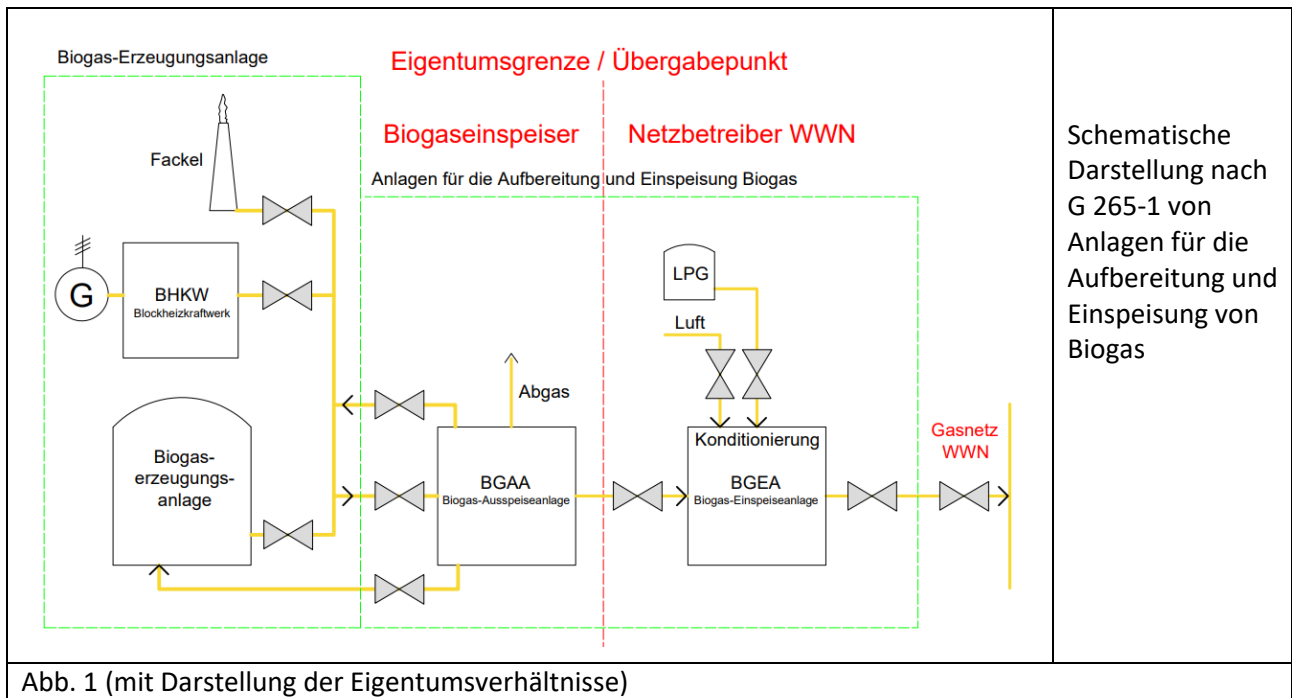 Biogas-Erzeugungsanlage
Eigentumsgrenze / Übergabepunkt
Biogaseinspeiser
Netzbetreiber WWN
Anlagen für die Aufbereitung und Einspeisung Biogas
Fackel
G
BHKW
Blockheizkraftwerk
Biogas-
erzeugungs-
anlage
Abgas
BGAA
Biogas-Ausspeiseanlage
LPG
Luft
Konditionierung
BGEA
Biogas-Einspeiseanlage
Gasnetz
WWN
Schematische
Darstellung nach
G 265-1 von
Anlagen für die
Aufbereitung und
Einspeisung von
Biogas
Abb. 1 (mit Darstellung der Eigentumsverhältnisse)